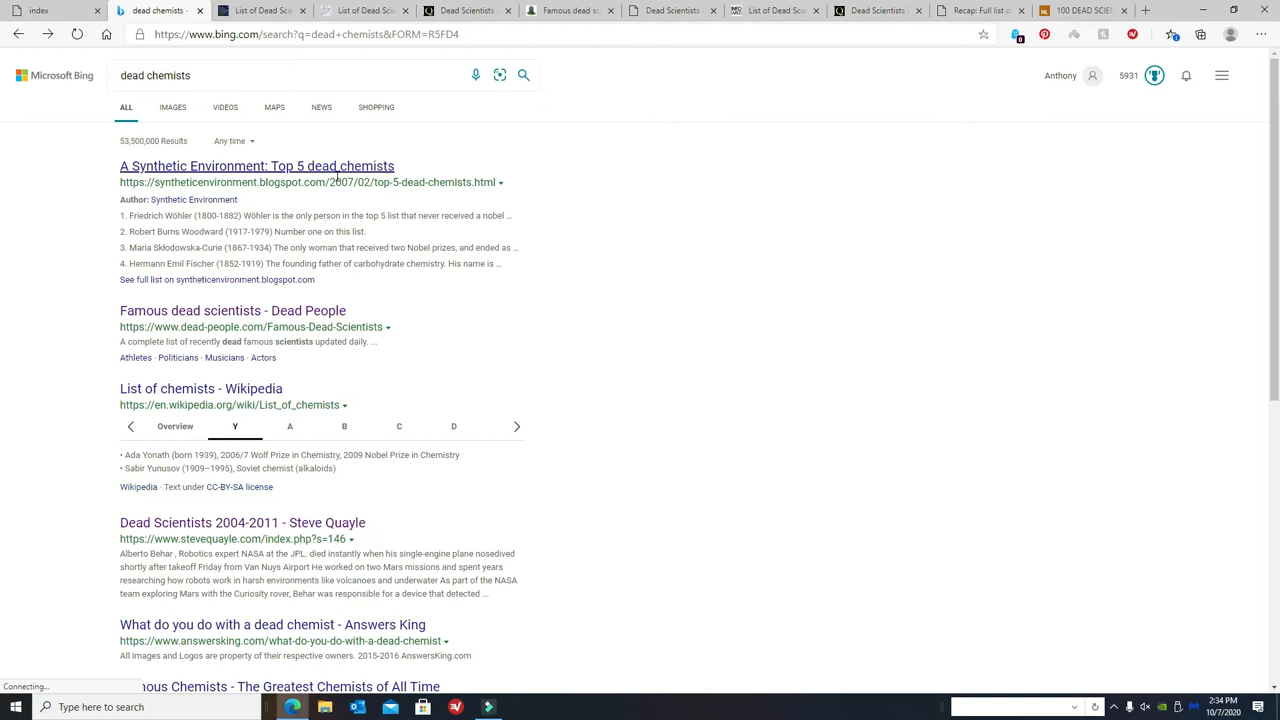 index
List of Dead S
Dead Scientis
Dead Scientis
Famous dead s
Dead Scientists
List of Scientis
Dead Scientists
Recap: Full list
100 DEAD SCIEN
https://www.bing.com/search?q=dead+chemists&FORM=R5FD4
0
Microsoft Bing
dead chemists
Anthony
5931
ALL IMAGES VIDEOS MAPS NEWS SHOPPING
53,500,000 Results Any time
A Synthetic Environment: Top 5 dead chemists
https://syntheticenvironment.blogspot.com/2007/02/top-5-dead-chemists.html
Author: Synthetic Environment
1. Friedrich Wöhler (1800-1882) Wöhler is the only person in the top 5 list that never received a nobel ...
2. Robert Burns Woodward (1917-1979) Number one on this list.
3. Maria Skłodowska-Curie (1867-1934) The only woman that received two Nobel prizes, and ended as ...
4. Hermann Emil Fischer (1852-1919) The founding father of carbohydrate chemistry. His name is ...
See full list on syntheticenvironment.blogspot.com
Famous dead scientists - Dead People
https://www.dead-people.com/Famous-Dead-Scientists
A complete list of recently dead famous scientists updated daily. ...
Athletes · Politicians · Musicians · Actors
List of chemists - Wikipedia
https://en.wikipedia.org/wiki/List_of_chemists
Overview Y A B C D
• Ada Yonath (born 1939), 2006/7 Wolf Prize in Chemistry, 2009 Nobel Prize in Chemistry
• Sabir Yunusov (1909–1995), Soviet chemist (alkaloids)
Wikipedia · Text under CC-BY-SA license
Dead Scientists 2004-2011 - Steve Quayle
https://www.stevequayle.com/index.php?s=146
Alberto Behar , Robotics expert NASA at the JPL. died instantly when his single-engine plane nosedived
shortly after takeoff Friday from Van Nuys Airport He worked on two Mars missions and spent years
researching how robots work in harsh environments like volcanoes and underwater As part of the NASA
team exploring Mars with the Curiosity rover, Behar was responsible for a device that detected ...
What do you do with a dead chemist - Answers King
https://www.answersking.com/what-do-you-do-with-a-dead-chemist
All Images and Logos are property of their respective owners. 2015-2016 AnswersKing.com
nous Chemists - The Greatest Chemists of All Time
Connecting...
Type here to search
2:34 PM
10/7/2020